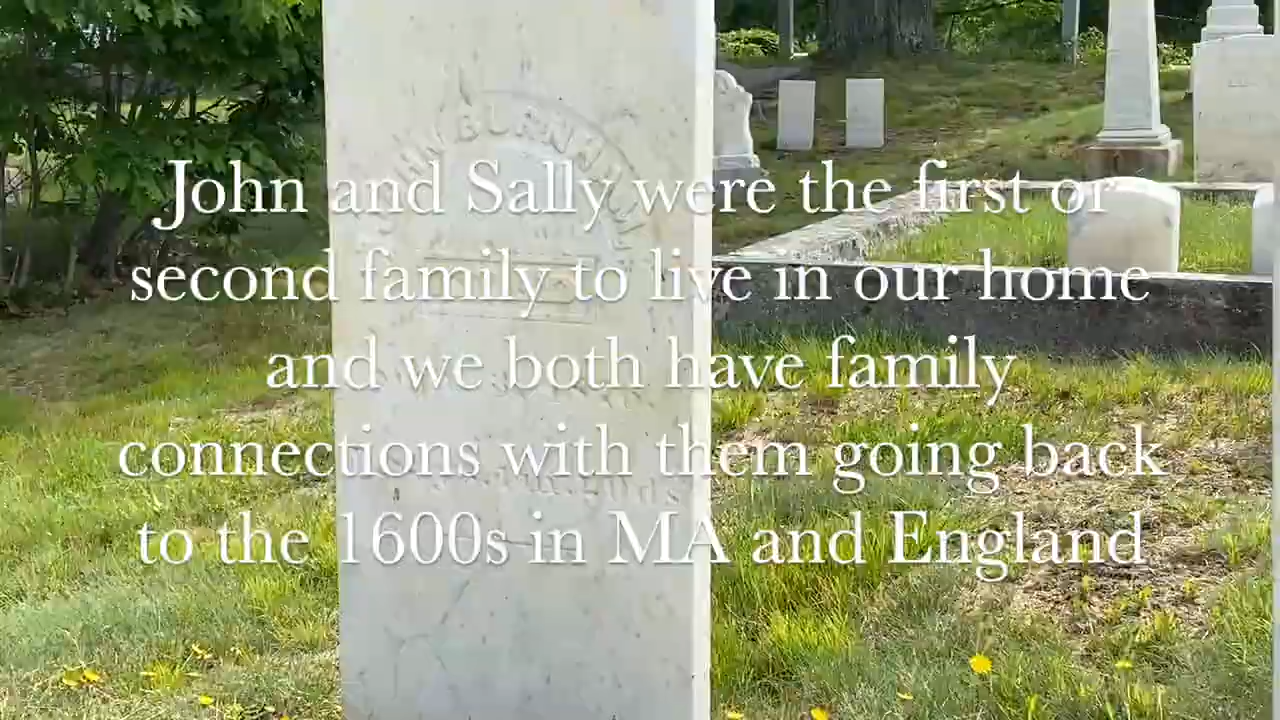 John and Sally were the first or
second family to live in our home
and we both have family
connections with them going back
to the 1600s in MA and England